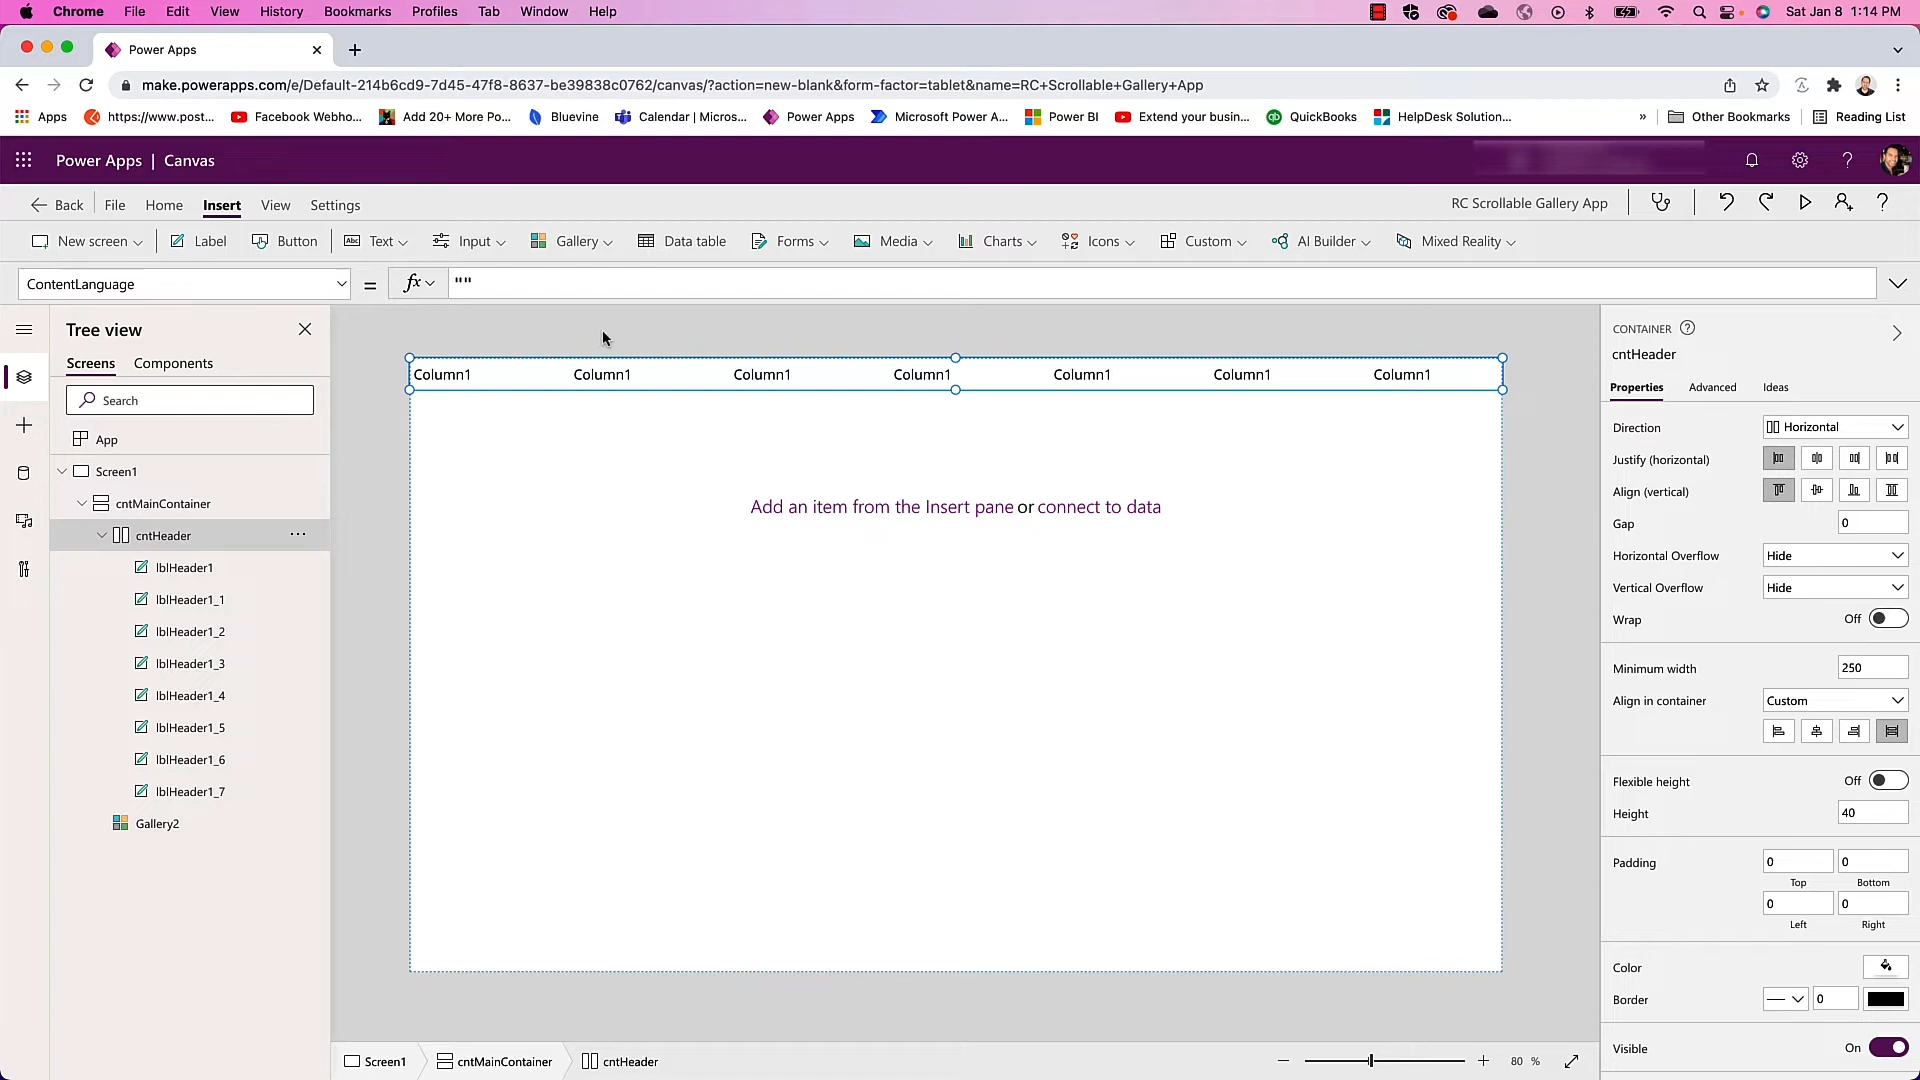 Chrome File Edit View History Bookmarks Profiles Tab Window Help Sat Jan 8 1:14 PM
Power Apps
make.powerapps.com/e/Default-214b6cd9-7d45-47f8-8637-be39838c0762/canvas/?action=new-blank&form-factor=tablet&name=RC+Scrollable+Gallery+App
Apps https://www.post... Facebook Webho... Add 20+ More Po... Bluevine Calendar | Micros... Power Apps Microsoft Power A... Power BI Extend your busin... QuickBooks HelpDesk Solution... » Other Bookmarks Reading List
Power Apps | Canvas
Back File Home Insert View Settings RC Scrollable Gallery App
New screen Label Button Abc Text Input Gallery Data table Forms Media Charts Icons Custom AI Builder Mixed Reality
ContentLanguage = fx ""
Tree view
Screens Components
Search
App
Screen1
cntMainContainer
cntHeader
lblHeader1
lblHeader1_1
lblHeader1_2
lblHeader1_3
lblHeader1_4
lblHeader1_5
lblHeader1_6
lblHeader1_7
Gallery2
Column1 Column1 Column1 Column1 Column1 Column1 Column1
Add an item from the Insert pane or connect to data
CONTAINER
cntHeader
Properties Advanced Ideas
Direction Horizontal
Justify (horizontal)
Align (vertical)
Gap 0
Horizontal Overflow Hide
Vertical Overflow Hide
Wrap Off
Minimum width 250
Align in container Custom
Flexible height Off
Height 40
Padding 0 0
Top Bottom
0 0
Left Right
Color
Border 0
Visible On
Screen1 cntMainContainer cntHeader 80 %